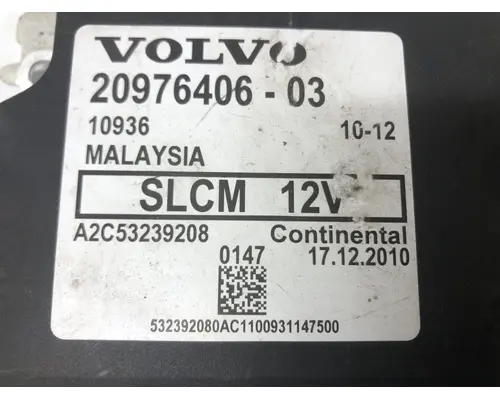 VOLVO
20976406 - 03
10936 10-12
MALAYSIA
SLCM 12V
A2C53239208 Continental
0147 17.12.2010
532392080AC1100931147500